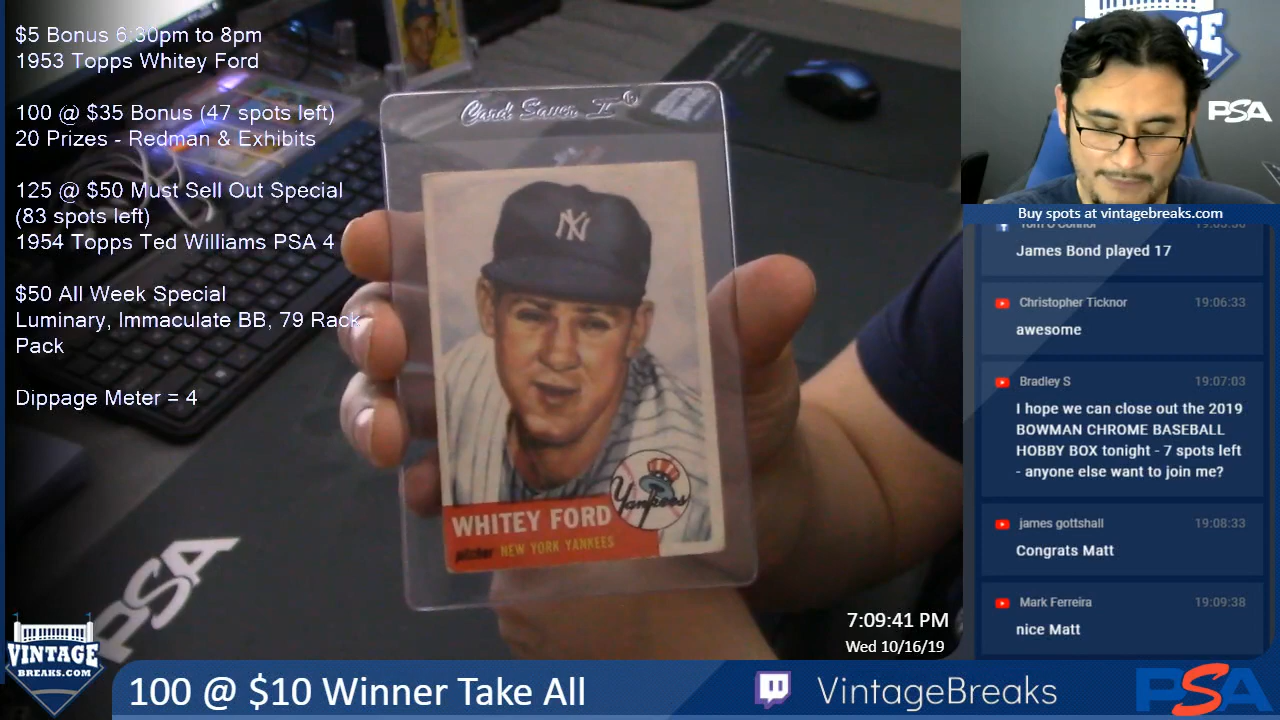 $5 Bonus 6:30pm to 8pm
1953 Topps Whitey Ford
100 @ $35 Bonus (47 spots left)
20 Prizes - Redman & Exhibits
125 @ $50 Must Sell Out Special
(83 spots left)
1954 Topps Ted Williams PSA 4
$50 All Week Special
Luminary, Immaculate BB, 79 Rack
Pack
Dippage Meter = 4
Card Saver II®
NY
Yankees
WHITEY FORD
pitcher NEW YORK YANKEES
PSA
VINTAGE
BREAKS.COM
100 @ $10 Winner Take All
7:09:41 PM
Wed 10/16/19
VintageBreaks
PSA
PSA
Buy spots at vintagebreaks.com
Tom O Connor
James Bond played 17
Christopher Ticknor 19:06:33
awesome
Bradley S 19:07:03
I hope we can close out the 2019
BOWMAN CHROME BASEBALL
HOBBY BOX tonight - 7 spots left
- anyone else want to join me?
james gottshall 19:08:33
Congrats Matt
Mark Ferreira 19:09:38
nice Matt